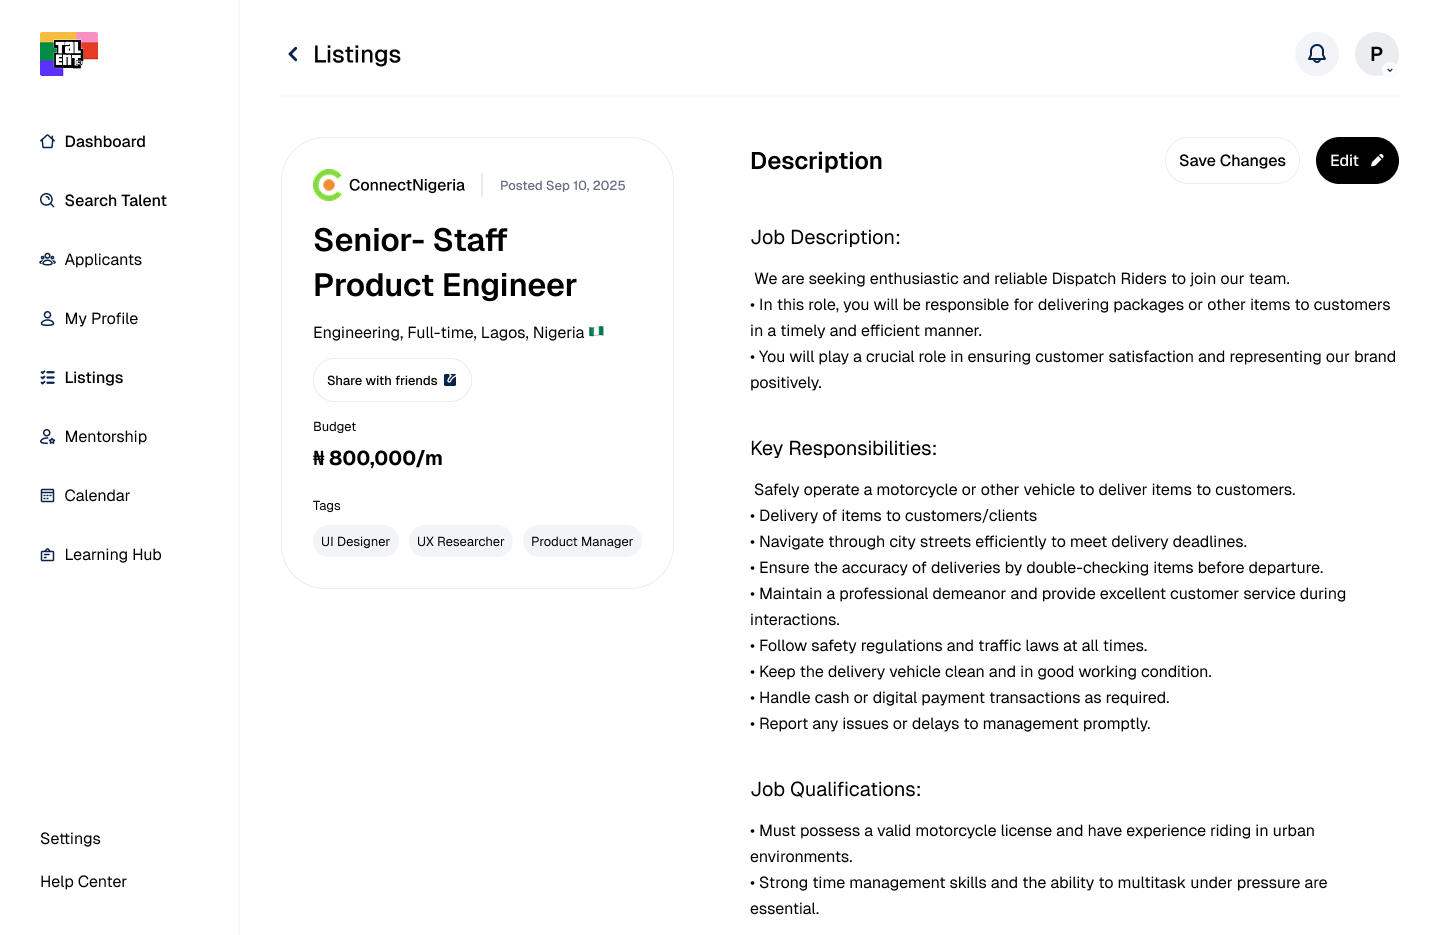 TAL
ENT
Dashboard
Search Talent
Applicants
My Profile
Listings
Mentorship
Calendar
Learning Hub
Settings
Help Center
Listings
P
ConnectNigeria
Posted Sep 10, 2025
Senior- Staff
Product Engineer
Engineering, Full-time, Lagos, Nigeria 🇳🇬
Share with friends
Budget
₦ 800,000/m
Tags
UI Designer
UX Researcher
Product Manager
Description
Save Changes
Edit
Job Description:
We are seeking enthusiastic and reliable Dispatch Riders to join our team.
• In this role, you will be responsible for delivering packages or other items to customers
in a timely and efficient manner.
• You will play a crucial role in ensuring customer satisfaction and representing our brand
positively.
Key Responsibilities:
Safely operate a motorcycle or other vehicle to deliver items to customers.
• Delivery of items to customers/clients
• Navigate through city streets efficiently to meet delivery deadlines.
• Ensure the accuracy of deliveries by double-checking items before departure.
• Maintain a professional demeanor and provide excellent customer service during
interactions.
• Follow safety regulations and traffic laws at all times.
• Keep the delivery vehicle clean and in good working condition.
• Handle cash or digital payment transactions as required.
• Report any issues or delays to management promptly.
Job Qualifications:
• Must possess a valid motorcycle license and have experience riding in urban
environments.
• Strong time management skills and the ability to multitask under pressure are
essential.